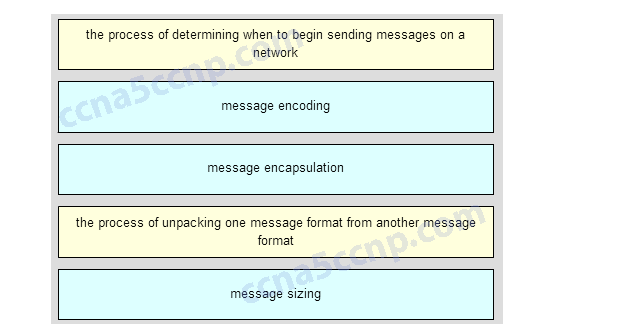 the process of determining when to begin sending messages on a
network
message encoding
message encapsulation
the process of unpacking one message format from another message
format
message sizing
ccna5ccnp.com
ccna5ccnp.com